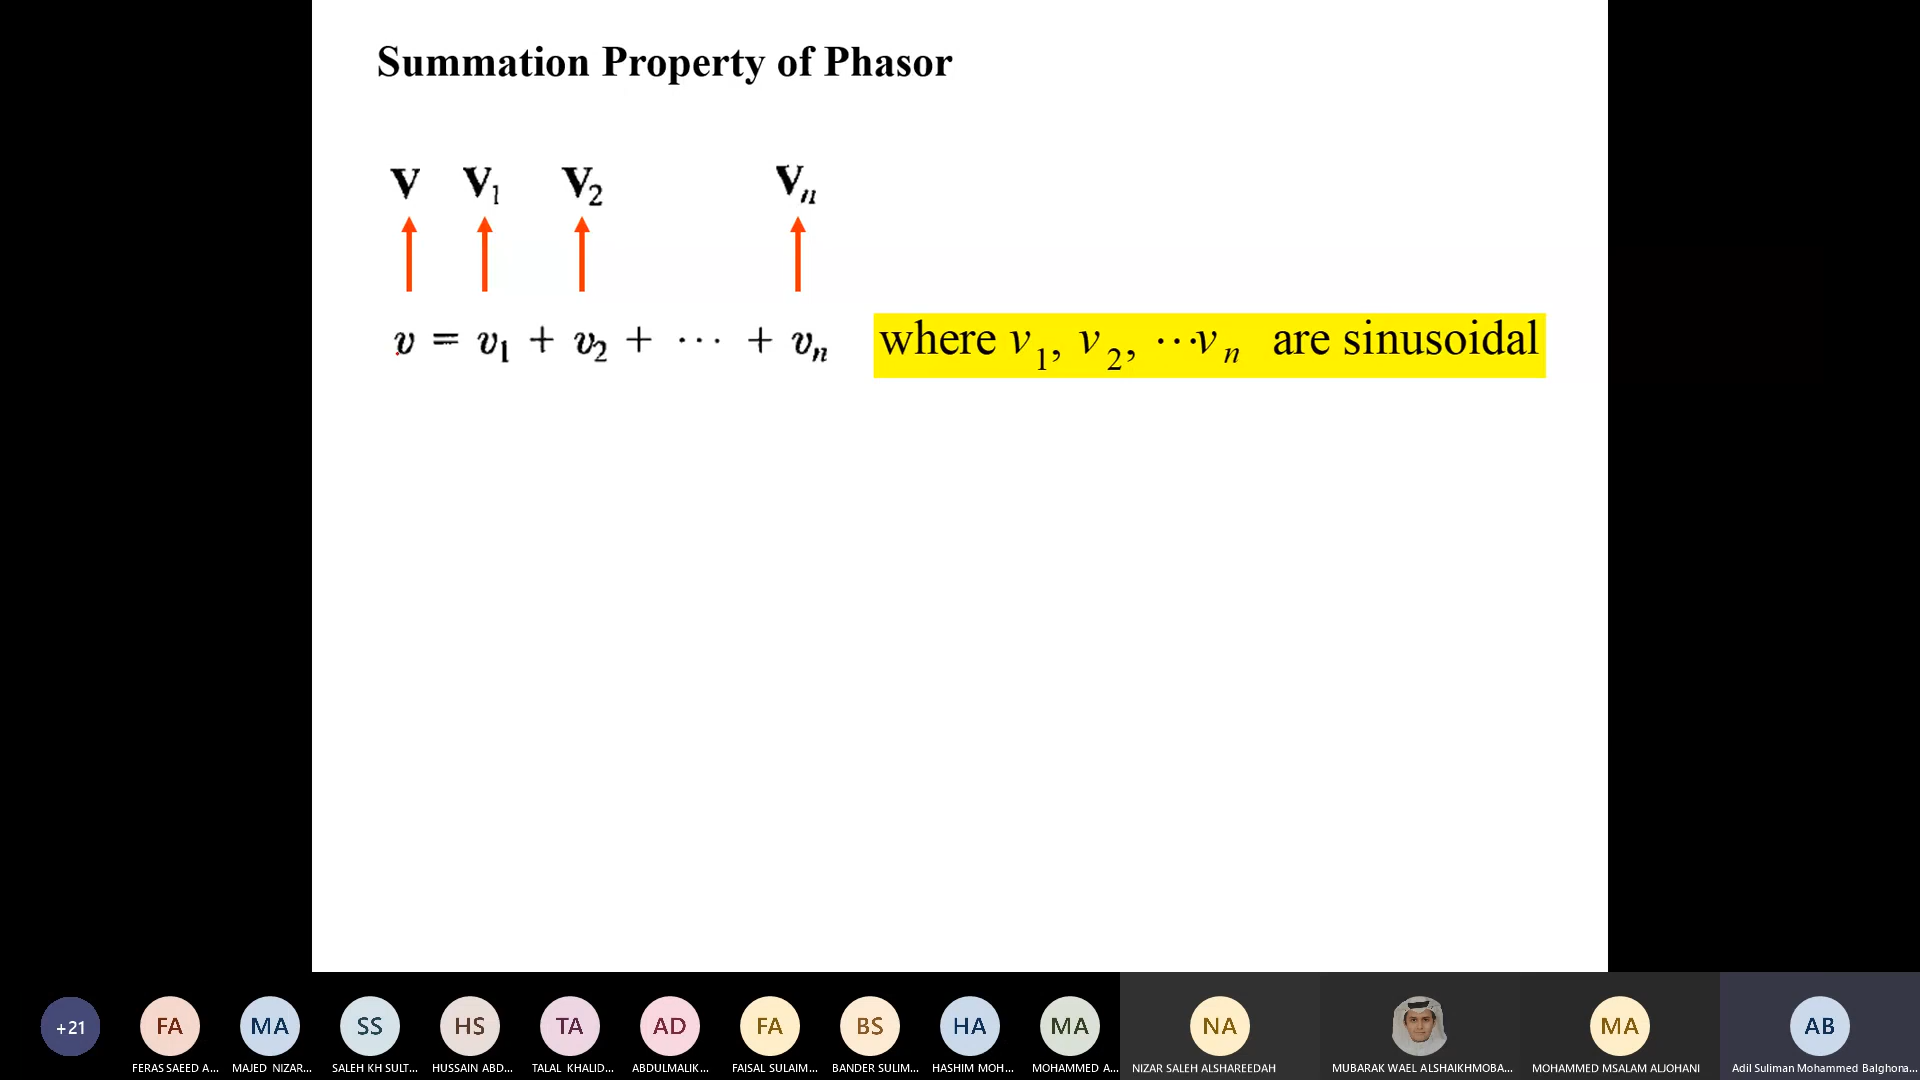 Summation Property of Phasor
V V1 V2 Vn
v = v1 + v2 + ··· + vn where v1, v2, ···vn are sinusoidal
+21 FA MA SS HS TA AD FA BS HA MA NA MA AB
FERAS SAEED A... MAJED NIZAR... SALEH KH SULT... HUSSAIN ABD... TALAL KHALID... ABDULMALIK... FAISAL SULAIM... BANDER SULIM... HASHIM MOH... MOHAMMED A... NIZAR SALEH ALSHAREEDAH MUBARAK WAEL ALSHAIKHMOBA... MOHAMMED MSALAM ALJOHANI Adil Suliman Mohammed Balghona...